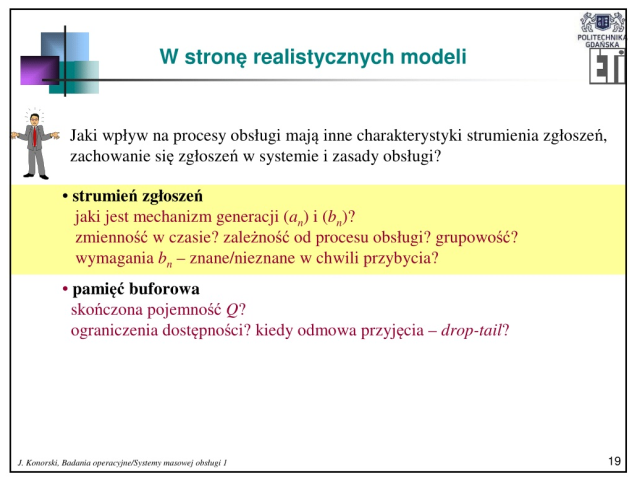 W stronę realistycznych modeli
POLITECHNIKA
GDAŃSKA
ETI
Jaki wpływ na procesy obsługi mają inne charakterystyki strumienia zgłoszeń,
zachowanie się zgłoszeń w systemie i zasady obsługi?
• strumień zgłoszeń
jaki jest mechanizm generacji (an) i (bn)?
zmienność w czasie? zależność od procesu obsługi? grupowość?
wymagania bn – znane/nieznane w chwili przybycia?
• pamięć buforowa
skończona pojemność Q?
ograniczenia dostępności? kiedy odmowa przyjęcia – drop-tail?
J. Konorski, Badania operacyjne/Systemy masowej obsługi 1
19